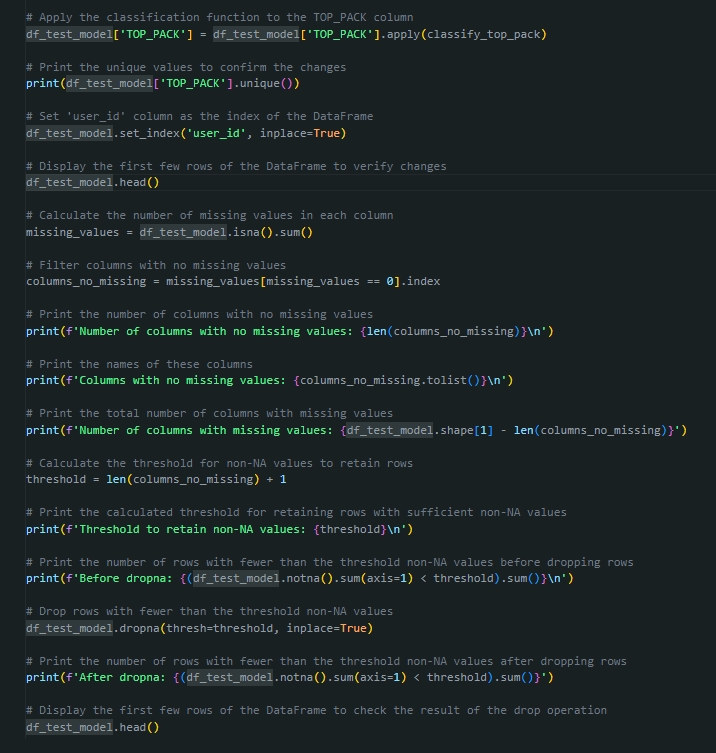 # Apply the classification function to the TOP_PACK column
df_test_model['TOP_PACK'] = df_test_model['TOP_PACK'].apply(classify_top_pack)
# Print the unique values to confirm the changes
print(df_test_model['TOP_PACK'].unique())
# Set 'user_id' column as the index of the DataFrame
df_test_model.set_index('user_id', inplace=True)
# Display the first few rows of the DataFrame to verify changes
df_test_model.head()
# Calculate the number of missing values in each column
missing_values = df_test_model.isna().sum()
# Filter columns with no missing values
columns_no_missing = missing_values[missing_values == 0].index
# Print the number of columns with no missing values
print(f'Number of columns with no missing values: {len(columns_no_missing)}\n')
# Print the names of these columns
print(f'Columns with no missing values: {columns_no_missing.tolist()}\n')
# Print the total number of columns with missing values
print(f'Number of columns with missing values: {df_test_model.shape[1] - len(columns_no_missing)}')
# Calculate the threshold for non-NA values to retain rows
threshold = len(columns_no_missing) + 1
# Print the calculated threshold for retaining rows with sufficient non-NA values
print(f'Threshold to retain non-NA values: {threshold}\n')
# Print the number of rows with fewer than the threshold non-NA values before dropping rows
print(f'Before dropna: {(df_test_model.notna().sum(axis=1) < threshold).sum()}\n')
# Drop rows with fewer than the threshold non-NA values
df_test_model.dropna(thresh=threshold, inplace=True)
# Print the number of rows with fewer than the threshold non-NA values after dropping rows
print(f'After dropna: {(df_test_model.notna().sum(axis=1) < threshold).sum()}')
# Display the first few rows of the DataFrame to check the result of the drop operation
df_test_model.head()